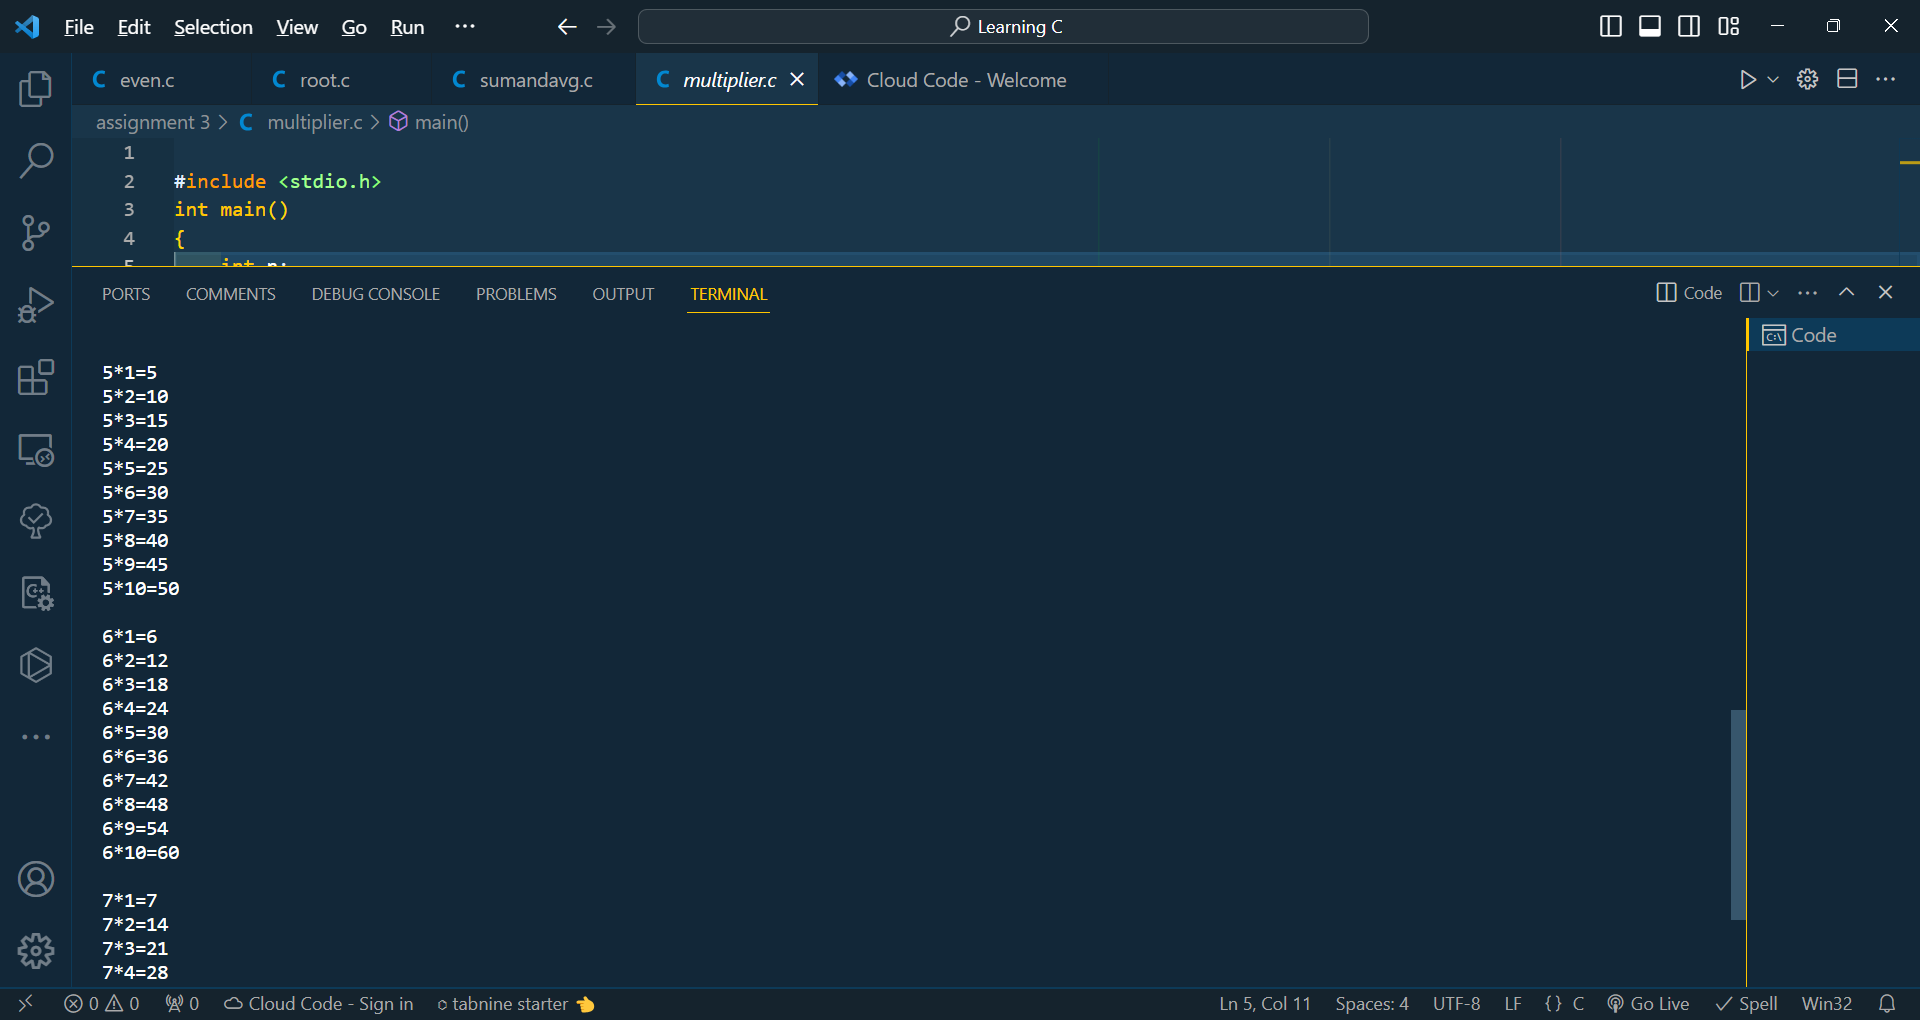 File Edit Selection View Go Run ··· Learning C
even.c root.c sumandavg.c multiplier.c Cloud Code - Welcome
assignment 3 > C multiplier.c > main()
1
2 #include <stdio.h>
3 int main()
4 {
5 int n;
PORTS COMMENTS DEBUG CONSOLE PROBLEMS OUTPUT TERMINAL Code
Code
5*1=5
5*2=10
5*3=15
5*4=20
5*5=25
5*6=30
5*7=35
5*8=40
5*9=45
5*10=50
6*1=6
6*2=12
6*3=18
6*4=24
6*5=30
6*6=36
6*7=42
6*8=48
6*9=54
6*10=60
7*1=7
7*2=14
7*3=21
7*4=28
0 0 0 Cloud Code - Sign in tabnine starter Ln 5, Col 11 Spaces: 4 UTF-8 LF {} C Go Live Spell Win32